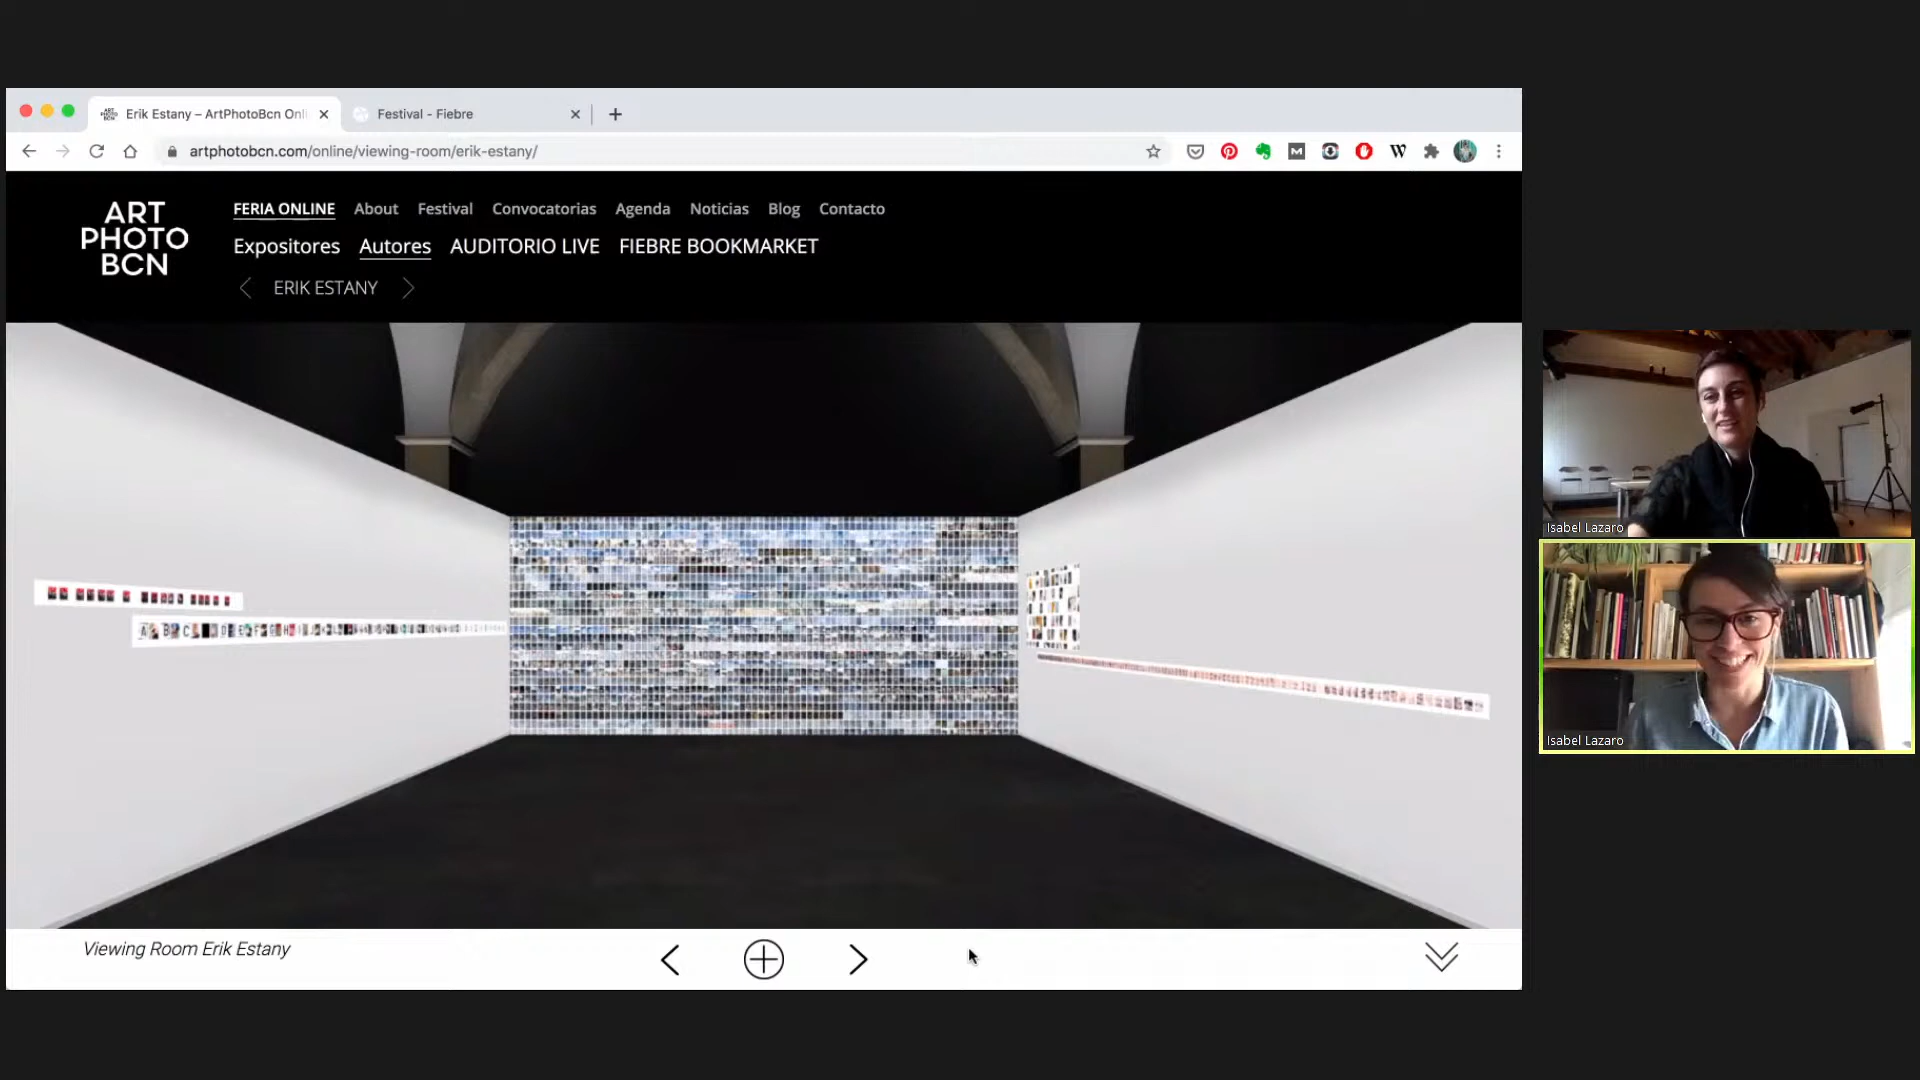 Erik Estany – ArtPhotoBcn Onli
Festival - Fiebre
artphotobcn.com/online/viewing-room/erik-estany/
ART
PHOTO
BCN
FERIA ONLINE About Festival Convocatorias Agenda Noticias Blog Contacto
Expositores Autores AUDITORIO LIVE FIEBRE BOOKMARKET
ERIK ESTANY
Viewing Room Erik Estany
Isabel Lazaro
Isabel Lazaro